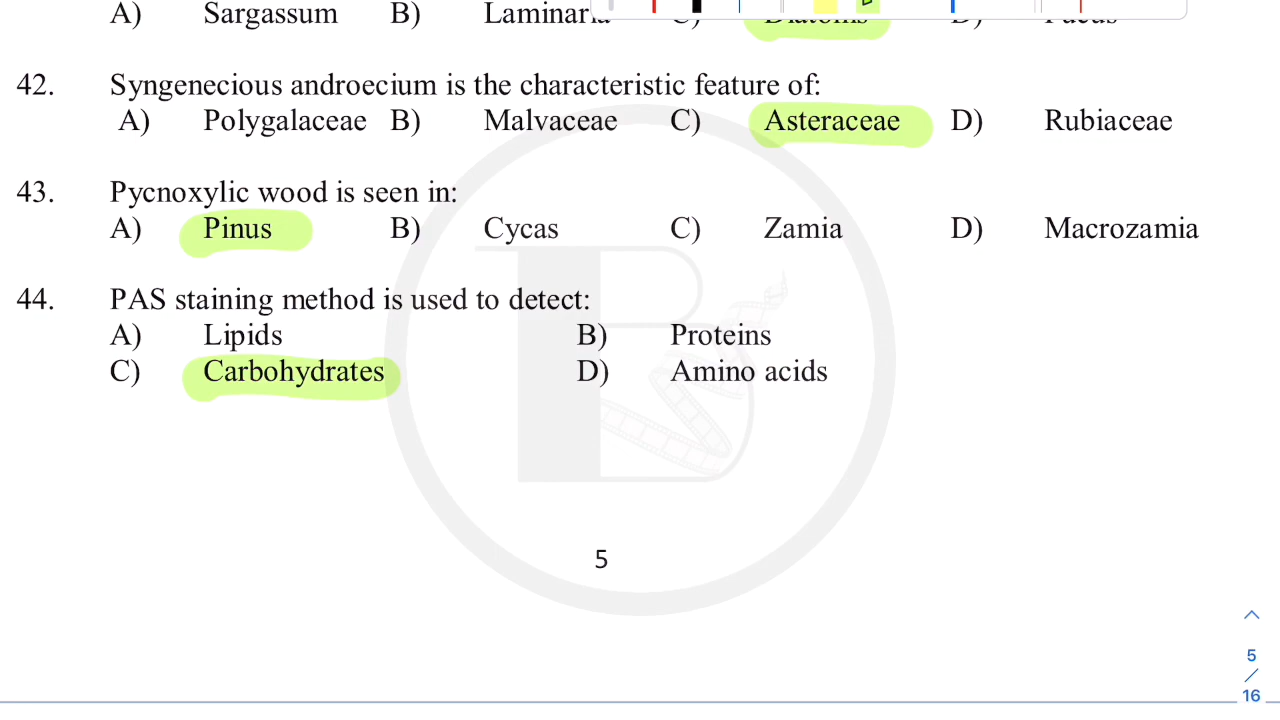 A) Sargassum B)
42. Syngenecious androecium is the characteristic feature of:
A) Polygalaceae B) Malvaceae C) Asteraceae D) Rubiaceae
43. Pycnoxylic wood is seen in:
A) Pinus B) Cycas C) Zamia D) Macrozamia
44. PAS staining method is used to detect:
A) Lipids B) Proteins
C) Carbohydrates D) Amino acids
5
5
/
16